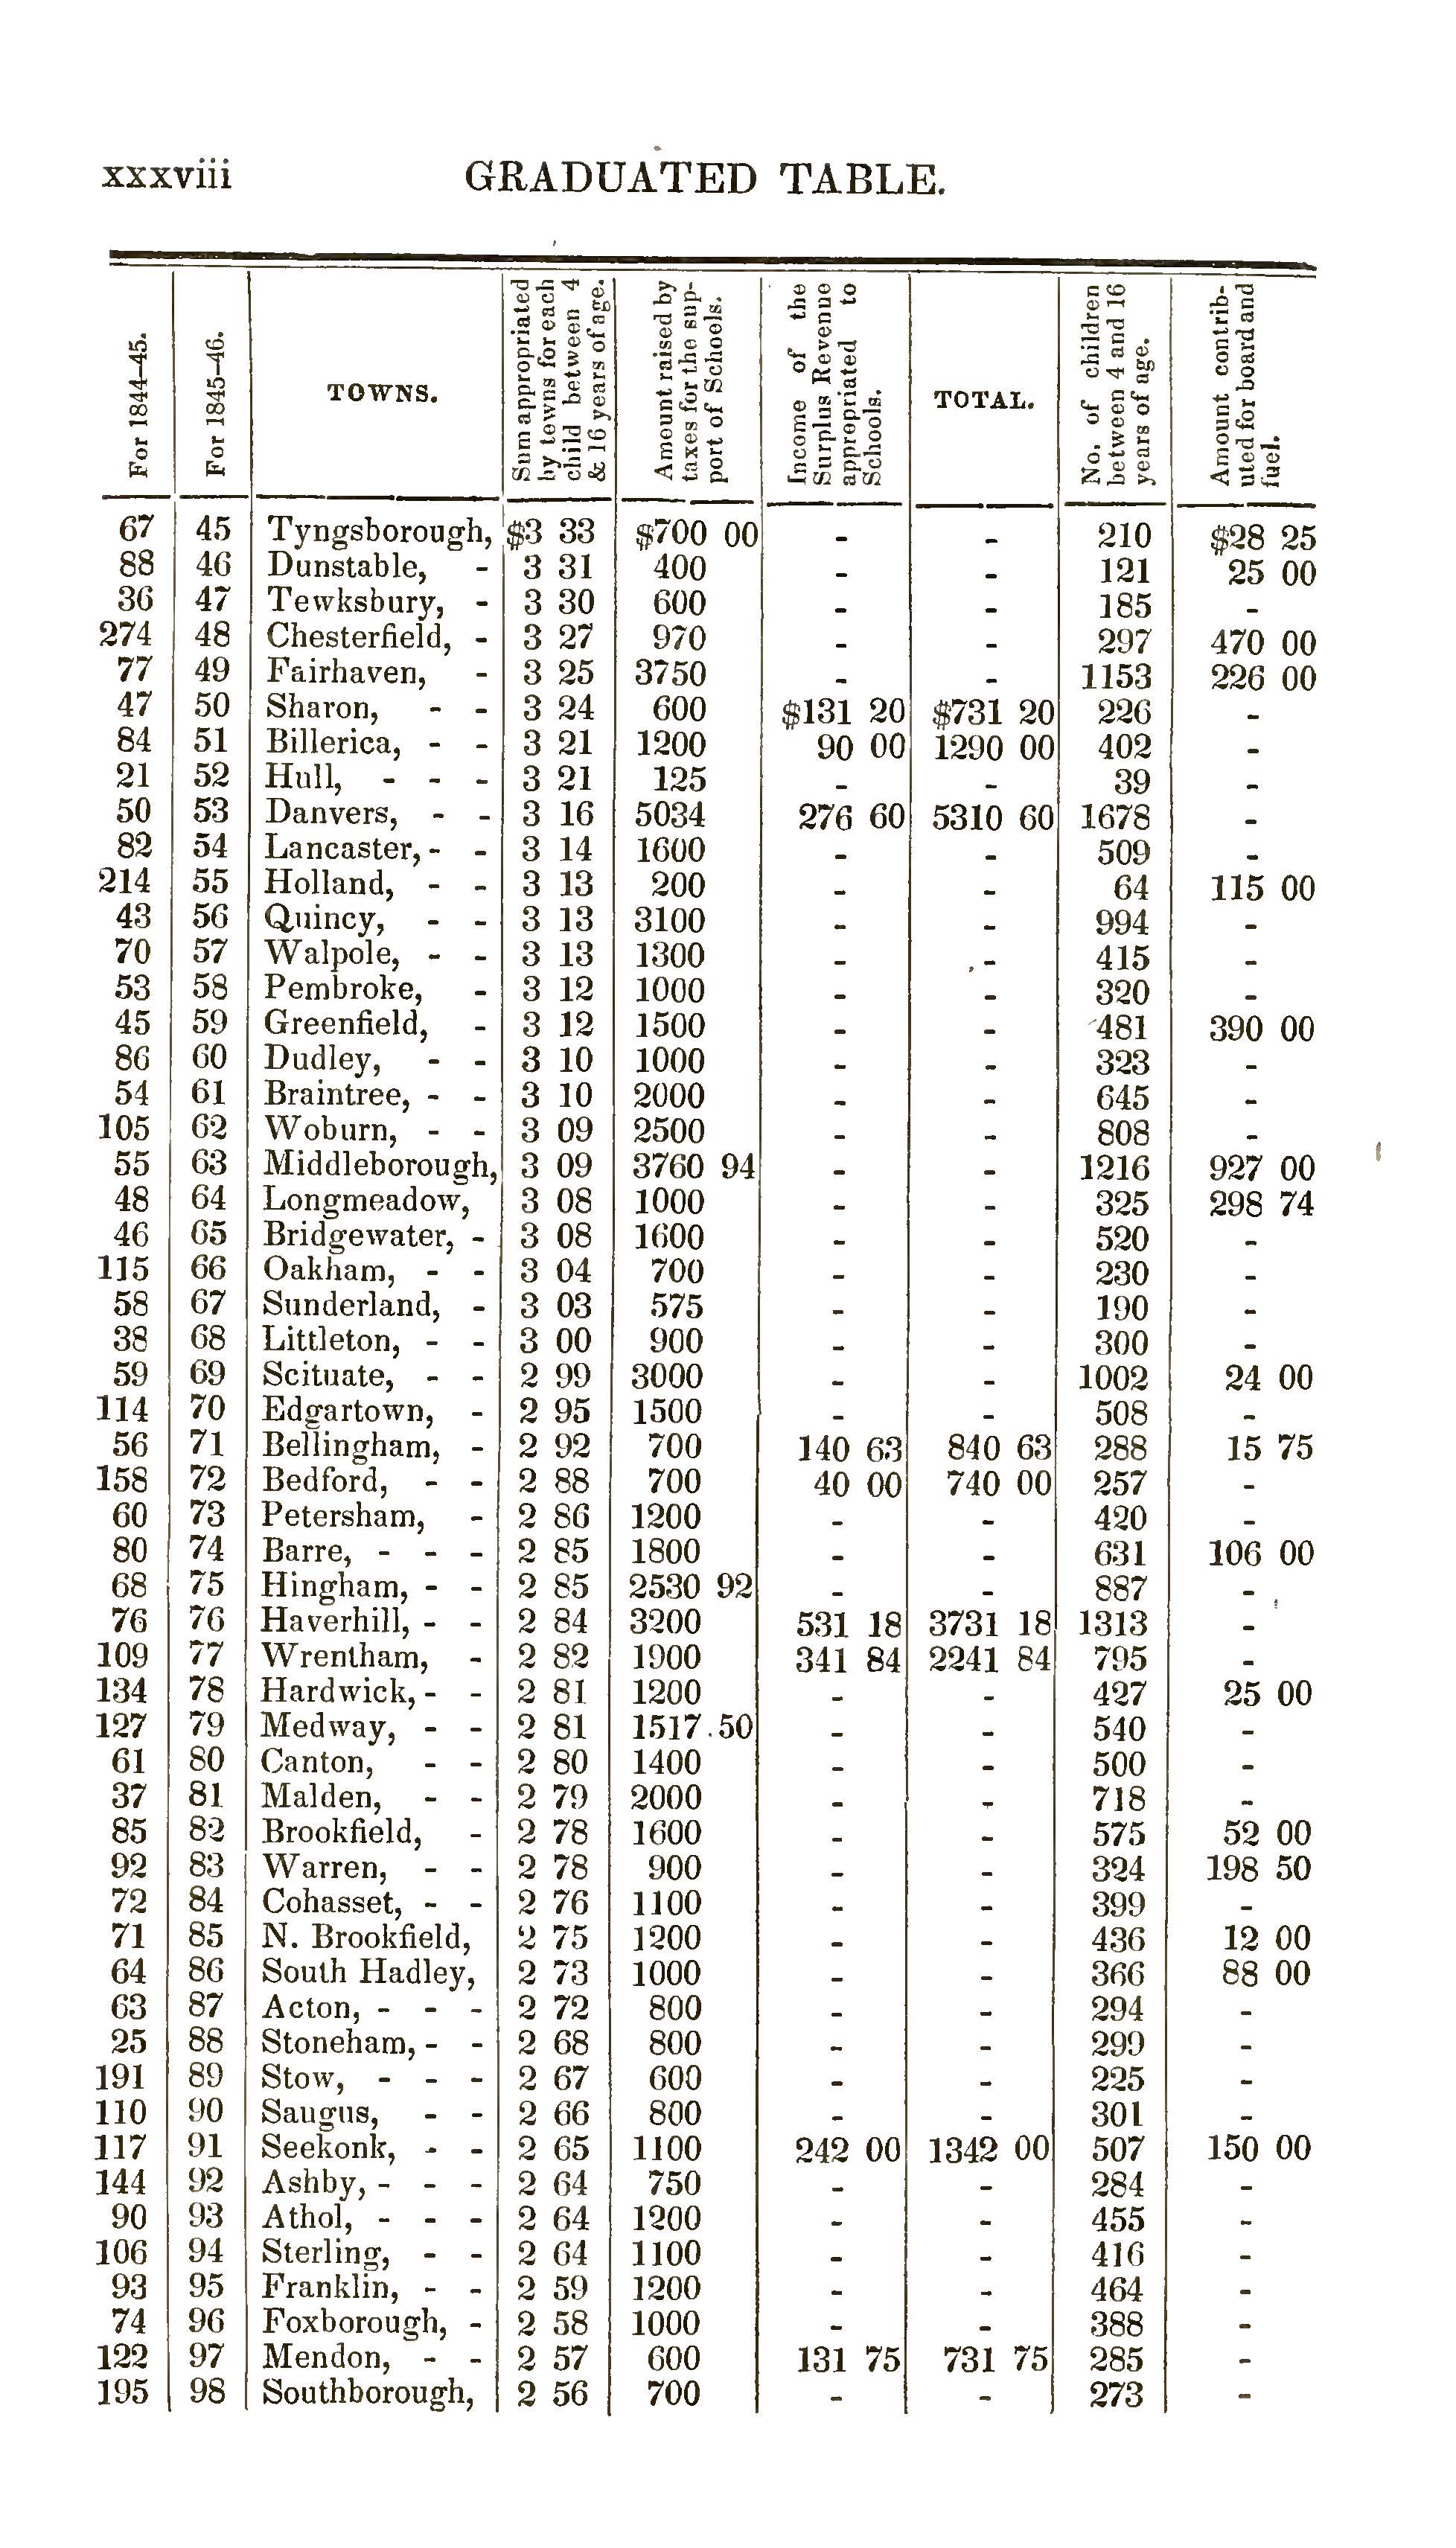 xxxviii GRADUATED TABLE.
For 1844–45. | For 1845–46. | TOWNS. | Sum appropriated by towns for each child between 4 & 16 years of age. | Amount raised by taxes for the support of Schools. | Income of the Surplus Revenue appropriated to Schools. | TOTAL. | No. of children between 4 and 16 years of age. | Amount contributed for board and fuel.
67 45 Tyngsborough, $3 33 $700 00 - - 210 $28 25
88 46 Dunstable, - 3 31 400 - - 121 25 00
36 47 Tewksbury, - 3 30 600 - - 185 -
274 48 Chesterfield, - 3 27 970 - - 297 470 00
77 49 Fairhaven, - 3 25 3750 - - 1153 226 00
47 50 Sharon, - - 3 24 600 $131 20 $731 20 226 -
84 51 Billerica, - - 3 21 1200 90 00 1290 00 402 -
21 52 Hull, - - - 3 21 125 - - 39 -
50 53 Danvers, - - 3 16 5034 276 60 5310 60 1678 -
82 54 Lancaster, - - 3 14 1600 - - 509 -
214 55 Holland, - - 3 13 200 - - 64 115 00
43 56 Quincy, - - 3 13 3100 - - 994 -
70 57 Walpole, - - 3 13 1300 - - 415 -
53 58 Pembroke, - 3 12 1000 - - 320 -
45 59 Greenfield, - 3 12 1500 - - 481 390 00
86 60 Dudley, - - 3 10 1000 - - 323 -
54 61 Braintree, - - 3 10 2000 - - 645 -
105 62 Woburn, - - 3 09 2500 - - 808 -
55 63 Middleborough, 3 09 3760 94 - - 1216 927 00
48 64 Longmeadow, 3 08 1000 - - 325 298 74
46 65 Bridgewater, - 3 08 1600 - - 520 -
115 66 Oakham, - - 3 04 700 - - 230 -
58 67 Sunderland, - 3 03 575 - - 190 -
38 68 Littleton, - - 3 00 900 - - 300 -
59 69 Scituate, - - 2 99 3000 - - 1002 24 00
114 70 Edgartown, - 2 95 1500 - - 508 -
56 71 Bellingham, - 2 92 700 140 63 840 63 288 15 75
158 72 Bedford, - - 2 88 700 40 00 740 00 257 -
60 73 Petersham, - 2 86 1200 - - 420 -
80 74 Barre, - - - 2 85 1800 - - 631 106 00
68 75 Hingham, - - 2 85 2530 92 - - 887 -
76 76 Haverhill, - - 2 84 3200 531 18 3731 18 1313 -
109 77 Wrentham, - 2 82 1900 341 84 2241 84 795 -
134 78 Hardwick, - - 2 81 1200 - - 427 25 00
127 79 Medway, - - 2 81 1517.50 - - 540 -
61 80 Canton, - - 2 80 1400 - - 500 -
37 81 Malden, - - 2 79 2000 - - 718 -
85 82 Brookfield, - 2 78 1600 - - 575 52 00
92 83 Warren, - - 2 78 900 - - 324 198 50
72 84 Cohasset, - - 2 76 1100 - - 399 -
71 85 N. Brookfield, 2 75 1200 - - 436 12 00
64 86 South Hadley, 2 73 1000 - - 366 88 00
63 87 Acton, - - - 2 72 800 - - 294 -
25 88 Stoneham, - - 2 68 800 - - 299 -
191 89 Stow, - - - 2 67 600 - - 225 -
110 90 Saugus, - - 2 66 800 - - 301 -
117 91 Seekonk, - - 2 65 1100 242 00 1342 00 507 150 00
144 92 Ashby, - - - 2 64 750 - - 284 -
90 93 Athol, - - - 2 64 1200 - - 455 -
106 94 Sterling, - - 2 64 1100 - - 416 -
93 95 Franklin, - - 2 59 1200 - - 464 -
74 96 Foxborough, - 2 58 1000 - - 388 -
122 97 Mendon, - - 2 57 600 131 75 731 75 285 -
195 98 Southborough, 2 56 700 - - 273 -